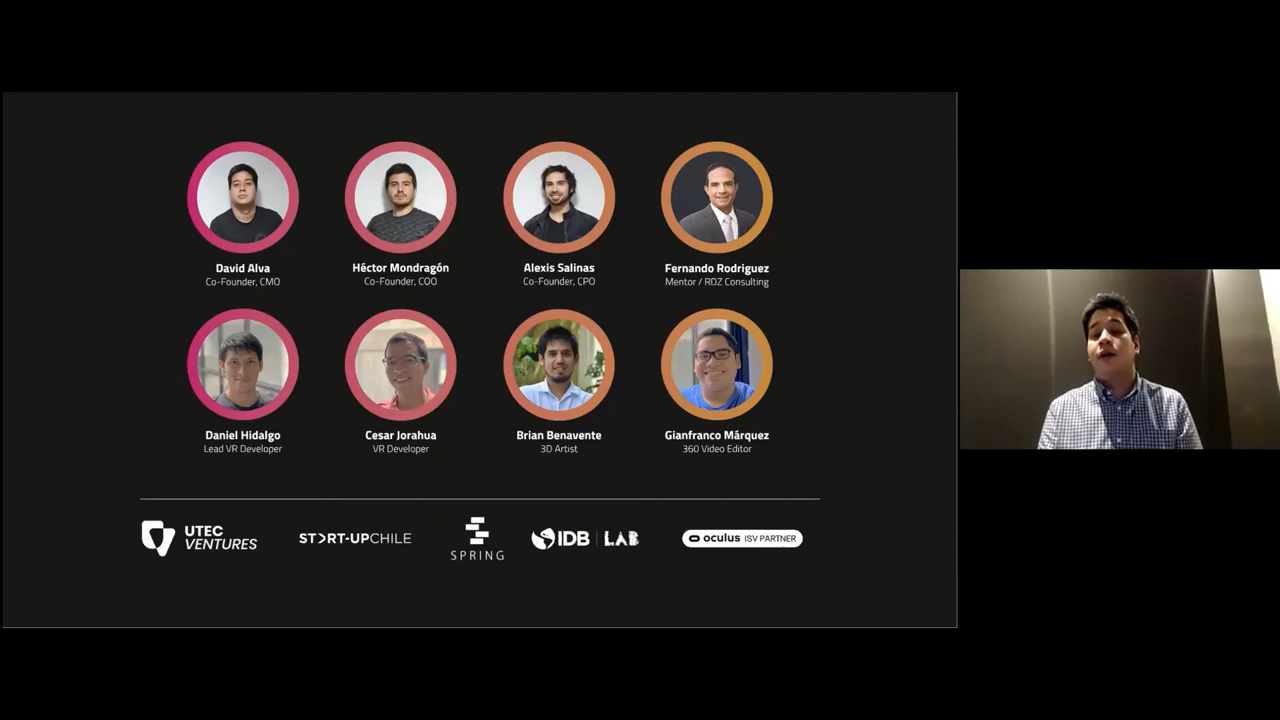 David Alva
Co-Founder, CMO
Héctor Mondragón
Co-Founder, COO
Alexis Salinas
Co-Founder, CPO
Fernando Rodriguez
Mentor / RDZ Consulting
Daniel Hidalgo
Lead VR Developer
Cesar Jorahua
VR Developer
Brian Benavente
3D Artist
Gianfranco Márquez
360 Video Editor
UTEC
VENTURES
START-UPCHILE
SPRING
IDB | LAB
oculus ISV PARTNER